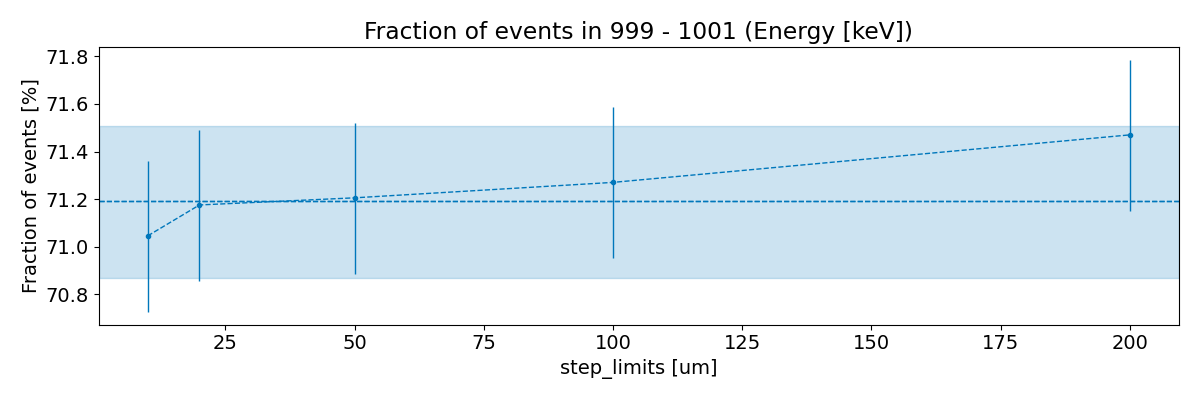 Fraction of events in 999 - 1001 (Energy [keV])
Fraction of events [%]
71.8
71.6
71.4
71.2
71.0
70.8
25 50 75 100 125 150 175 200
step_limits [um]